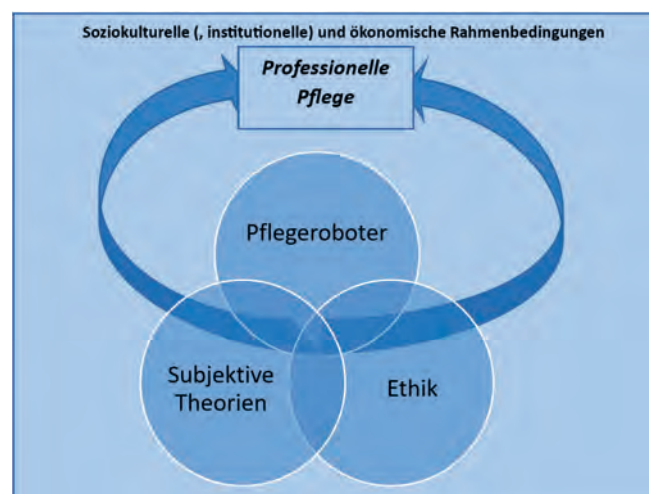 Soziokulturelle (, institutionelle) und ökonomische Rahmenbedingungen
Professionelle
Pflege
Pflegeroboter
Subjektive
Theorien
Ethik